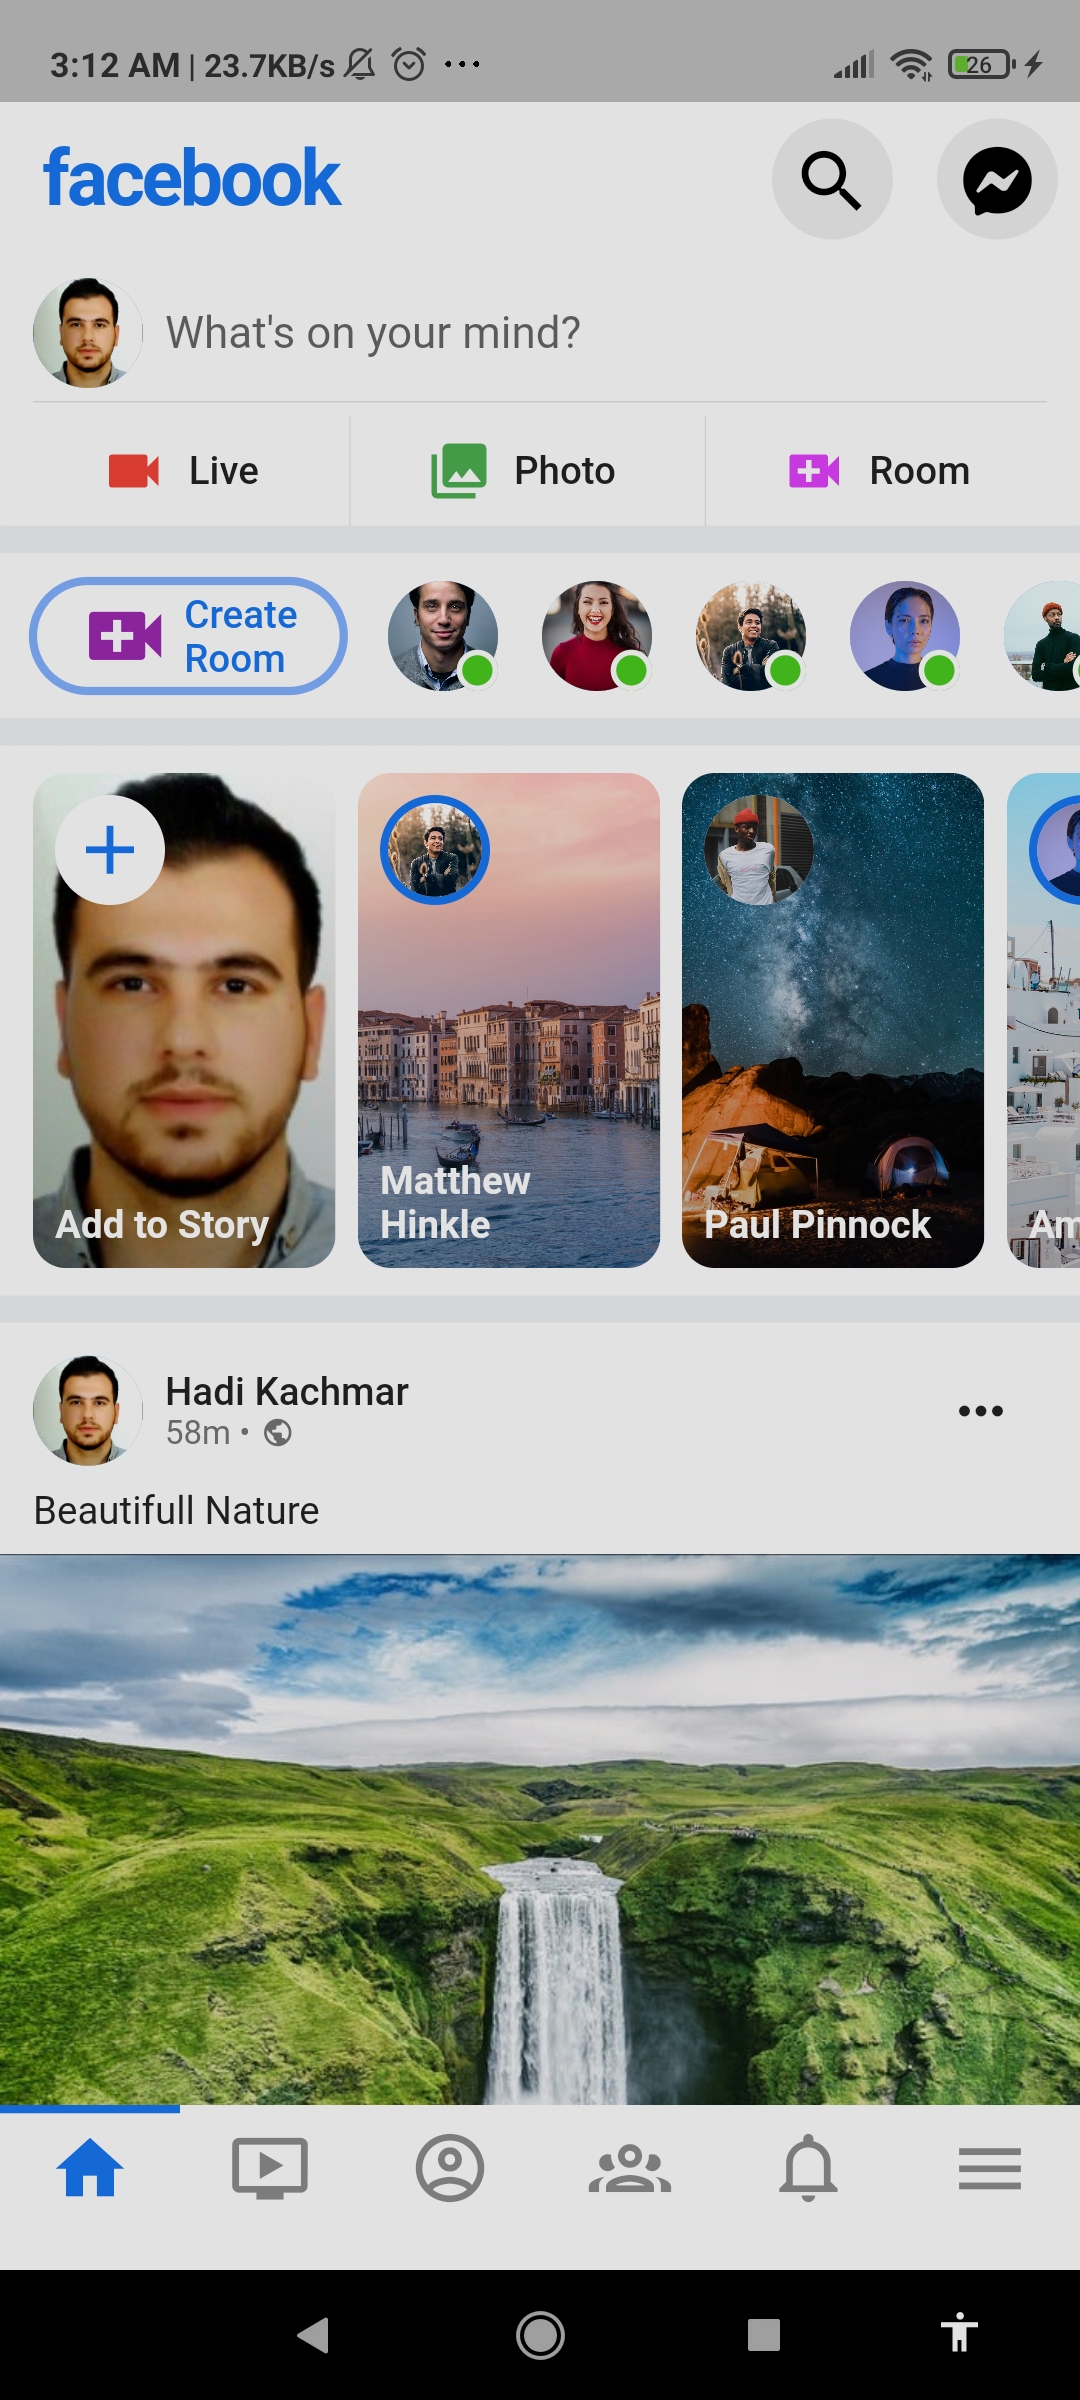 3:12 AM | 23.7KB/s
26
facebook
What's on your mind?
Live
Photo
Room
Create
Room
Add to Story
Matthew
Hinkle
Paul Pinnock
Am
Hadi Kachmar
58m •
Beautifull Nature